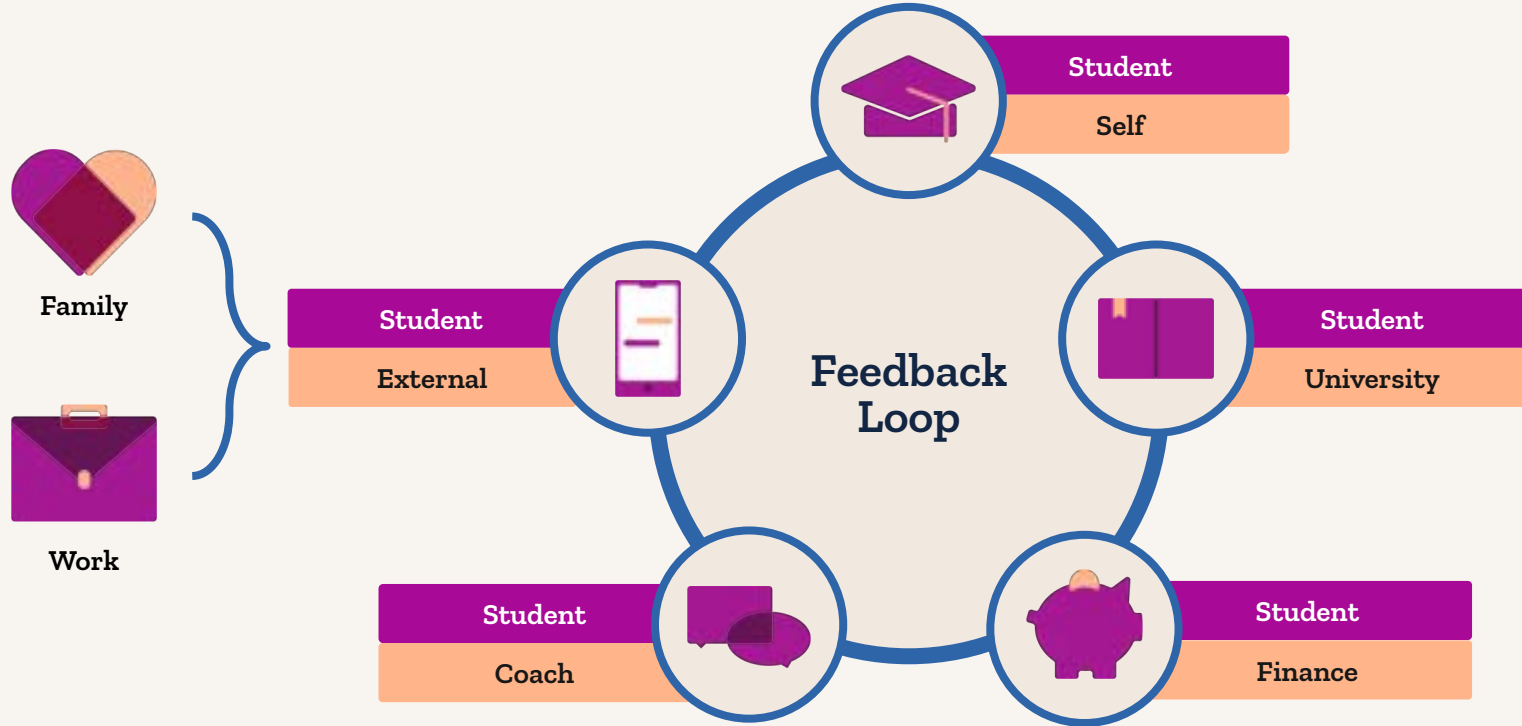 Student
Self
Family
Student
External
Student
University
Feedback
Loop
Work
Student
Coach
Student
Finance